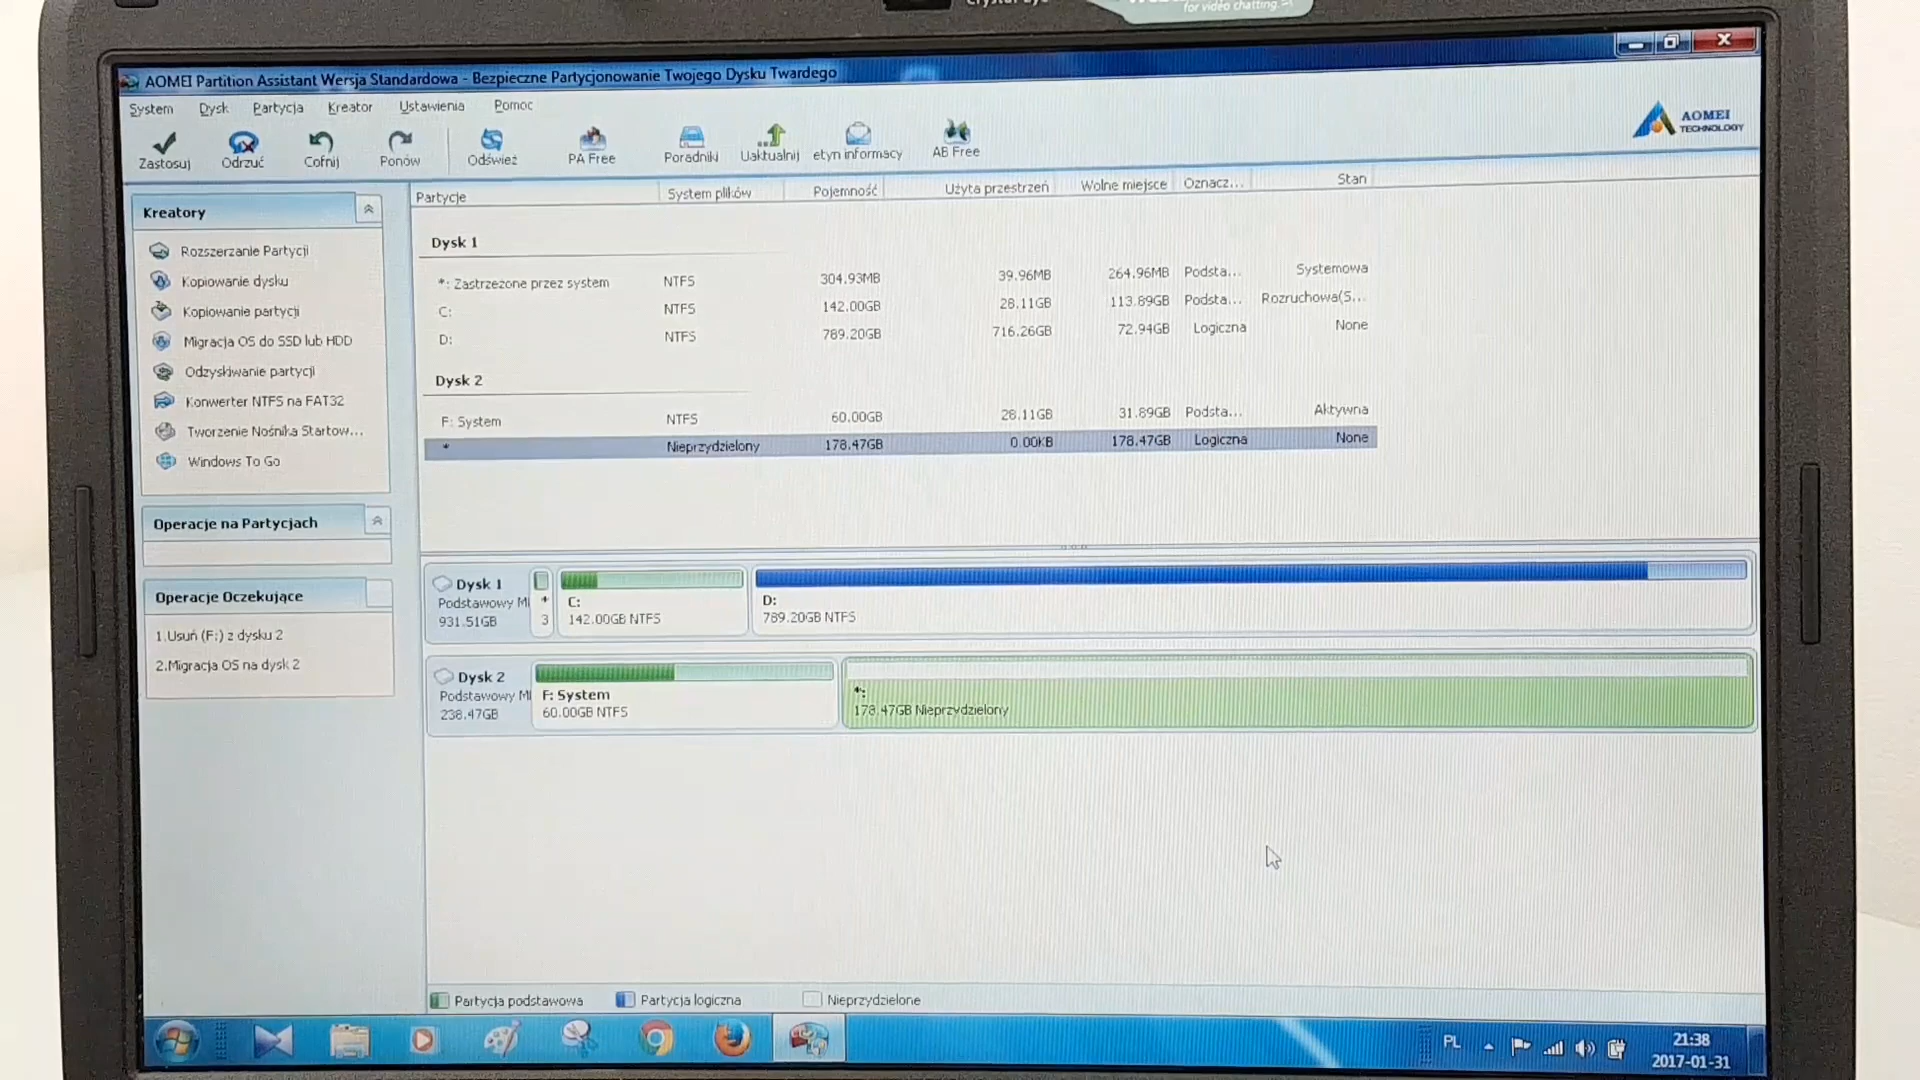 for video chatting
AOMEI Partition Assistant Wersja Standardowa - Bezpieczne Partycjonowanie Twojego Dysku Twardego
System Dysk Partycja Kreator Ustawienia Pomoc
Zastosuj Odrzuć Cofnij Ponów Odśwież PA Free Poradniki Uaktualnij etyn informacy AB Free
AOMEI
TECHNOLOGY
Kreatory
Rozszerzanie Partycji
Kopiowanie dysku
Kopiowanie partycji
Migracja OS do SSD lub HDD
Odzyskiwanie partycji
Konwerter NTFS na FAT32
Tworzenie Nośnika Startow...
Windows To Go
Operacje na Partycjach
Operacje Oczekujące
1.Usuń (F:) z dysku 2
2.Migracja OS na dysk 2
Partycje System plików Pojemność Użyta przestrzeń Wolne miejsce Oznacz... Stan
Dysk 1
*: Zastrzeżone przez system NTFS 304.93MB 39.96MB 264.96MB Podsta... Systemowa
C: NTFS 142.00GB 28.11GB 113.89GB Podsta... Rozruchowa(S...
D: NTFS 789.20GB 716.26GB 72.94GB Logiczna None
Dysk 2
F: System NTFS 60.00GB 28.11GB 31.89GB Podsta... Aktywna
* Nieprzydzielony 178.47GB 0.00KB 178.47GB Logiczna None
Dysk 1
Podstawowy MI
931.51GB
*
3
C:
142.00GB NTFS
D:
789.20GB NTFS
Dysk 2
Podstawowy MI
238.47GB
F: System
60.00GB NTFS
*:
178.47GB Nieprzydzielony
Partycja podstawowa Partycja logiczna Nieprzydzielone
PL
21:38
2017-01-31